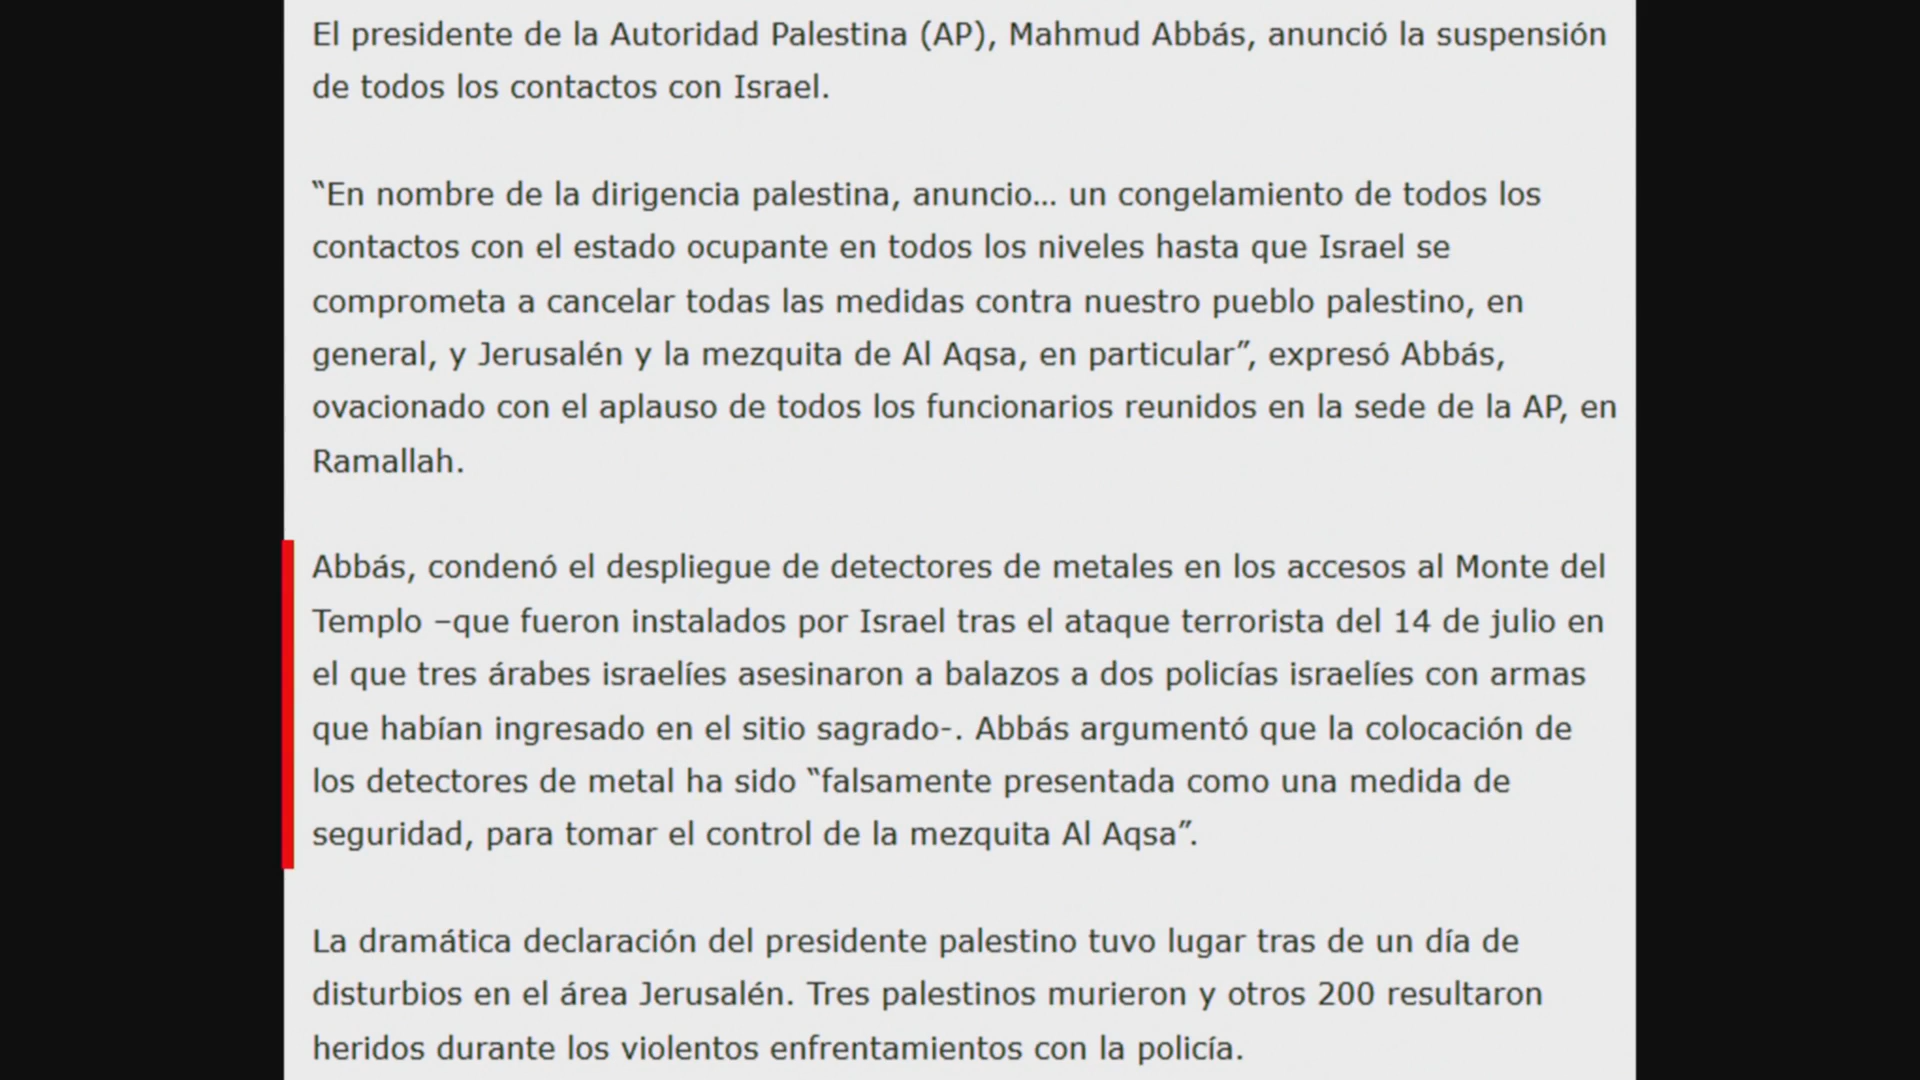 El presidente de la Autoridad Palestina (AP), Mahmud Abbás, anunció la suspensión
de todos los contactos con Israel.
“En nombre de la dirigencia palestina, anuncio… un congelamiento de todos los
contactos con el estado ocupante en todos los niveles hasta que Israel se
comprometa a cancelar todas las medidas contra nuestro pueblo palestino, en
general, y Jerusalén y la mezquita de Al Aqsa, en particular”, expresó Abbás,
ovacionado con el aplauso de todos los funcionarios reunidos en la sede de la AP, en
Ramallah.
Abbás, condenó el despliegue de detectores de metales en los accesos al Monte del
Templo –que fueron instalados por Israel tras el ataque terrorista del 14 de julio en
el que tres árabes israelíes asesinaron a balazos a dos policías israelíes con armas
que habían ingresado en el sitio sagrado-. Abbás argumentó que la colocación de
los detectores de metal ha sido “falsamente presentada como una medida de
seguridad, para tomar el control de la mezquita Al Aqsa”.
La dramática declaración del presidente palestino tuvo lugar tras de un día de
disturbios en el área Jerusalén. Tres palestinos murieron y otros 200 resultaron
heridos durante los violentos enfrentamientos con la policía.